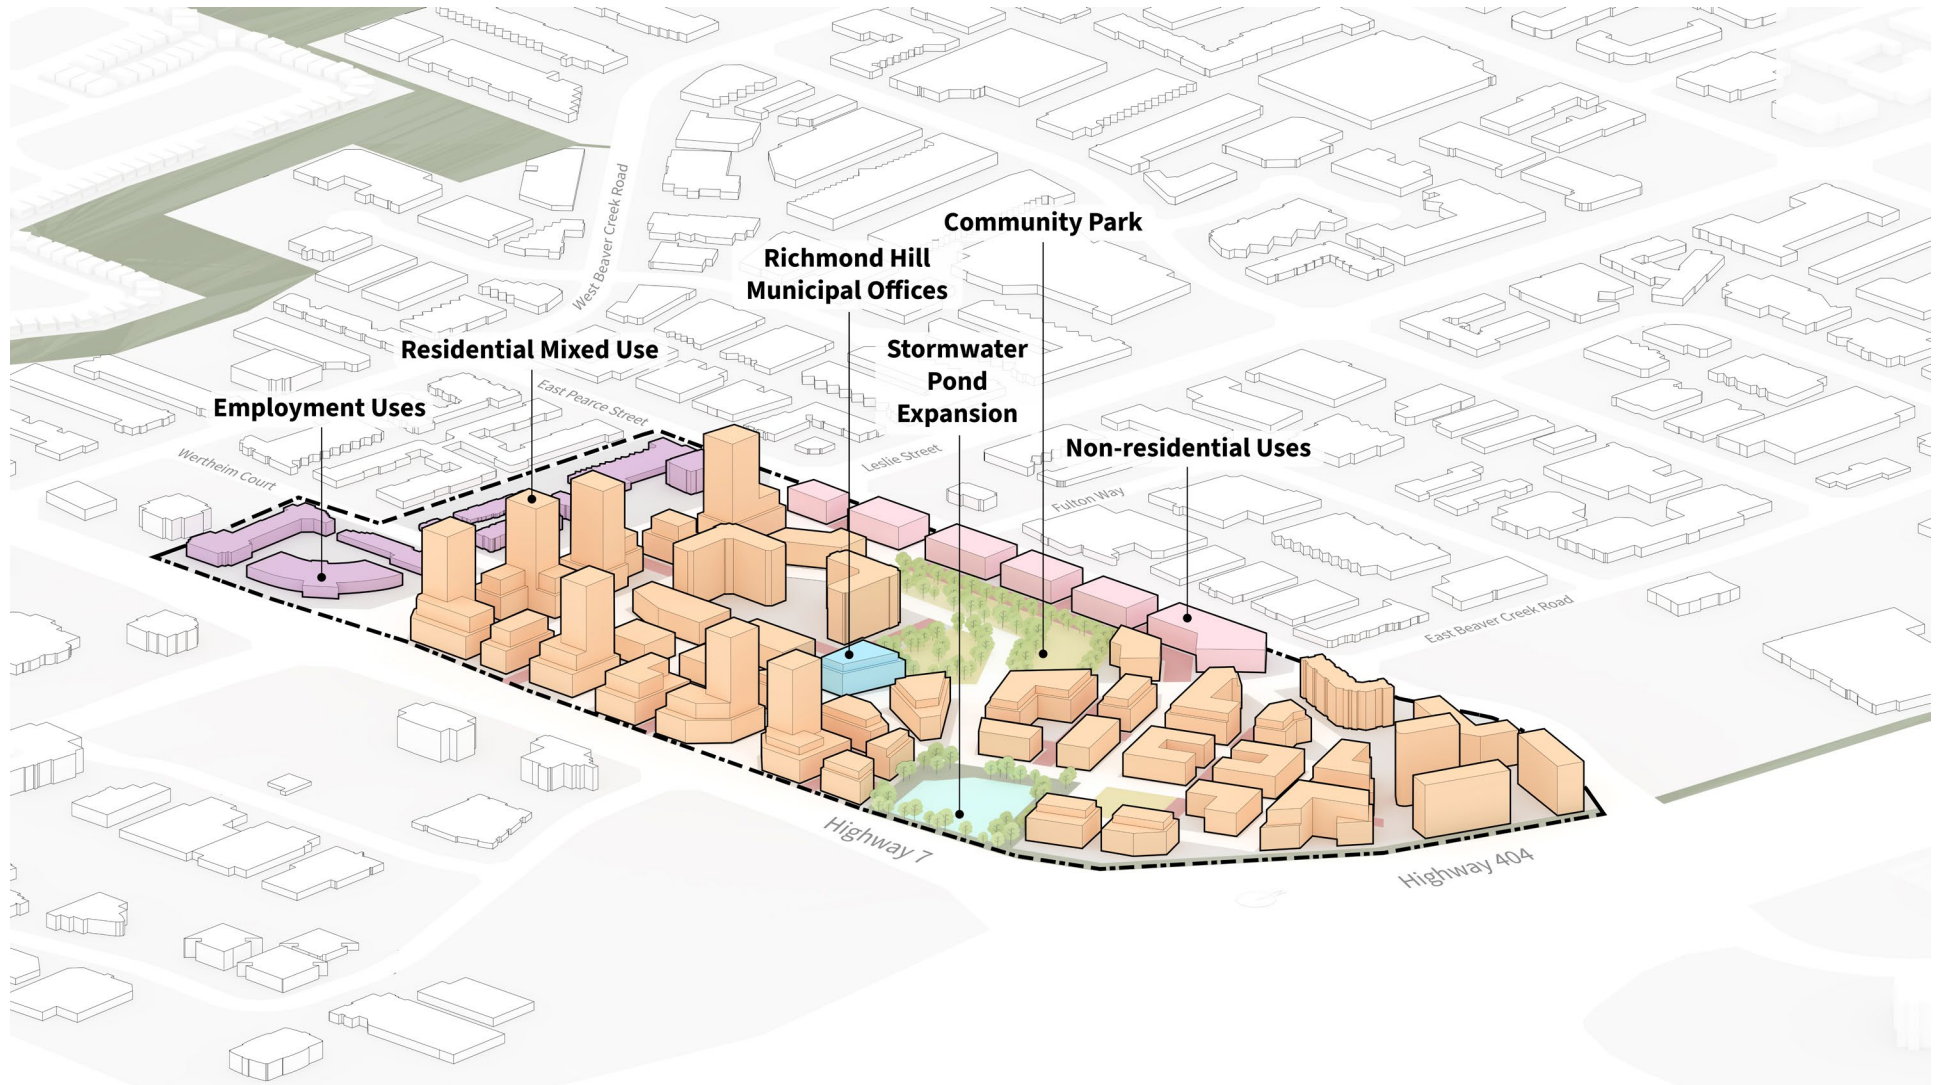 Community Park
Richmond Hill
Municipal Offices
Stormwater
Pond
Expansion
Residential Mixed Use
Employment Uses
Non-residential Uses
West Beaver Creek Road
East Pearce Street
Wertheim Court
Leslie Street
Fulton Way
East Beaver Creek Road
Highway 7
Highway 404